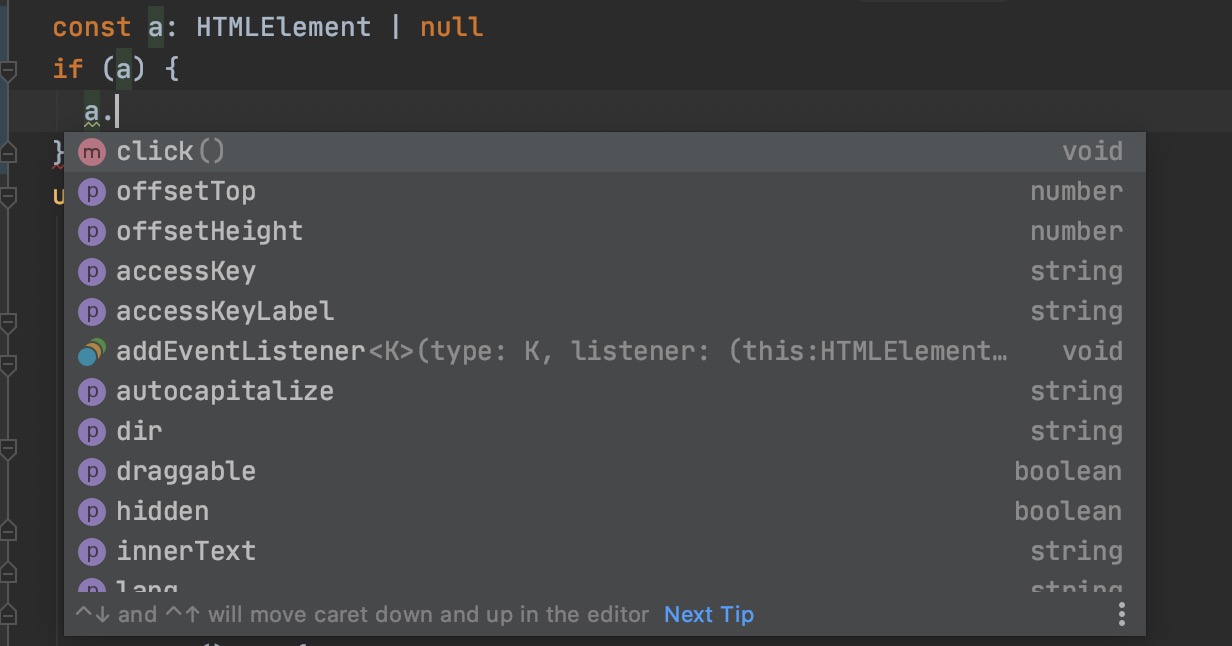 const a: HTMLElement | null
if (a) {
a.
}
m click() void
u
p offsetTop number
p offsetHeight number
p accessKey string
p accessKeyLabel string
addEventListener<K>(type: K, listener: (this:HTMLElement… void
p autocapitalize string
p dir string
p draggable boolean
p hidden boolean
p innerText string
p lang string
^↓ and ^↑ will move caret down and up in the editor Next Tip